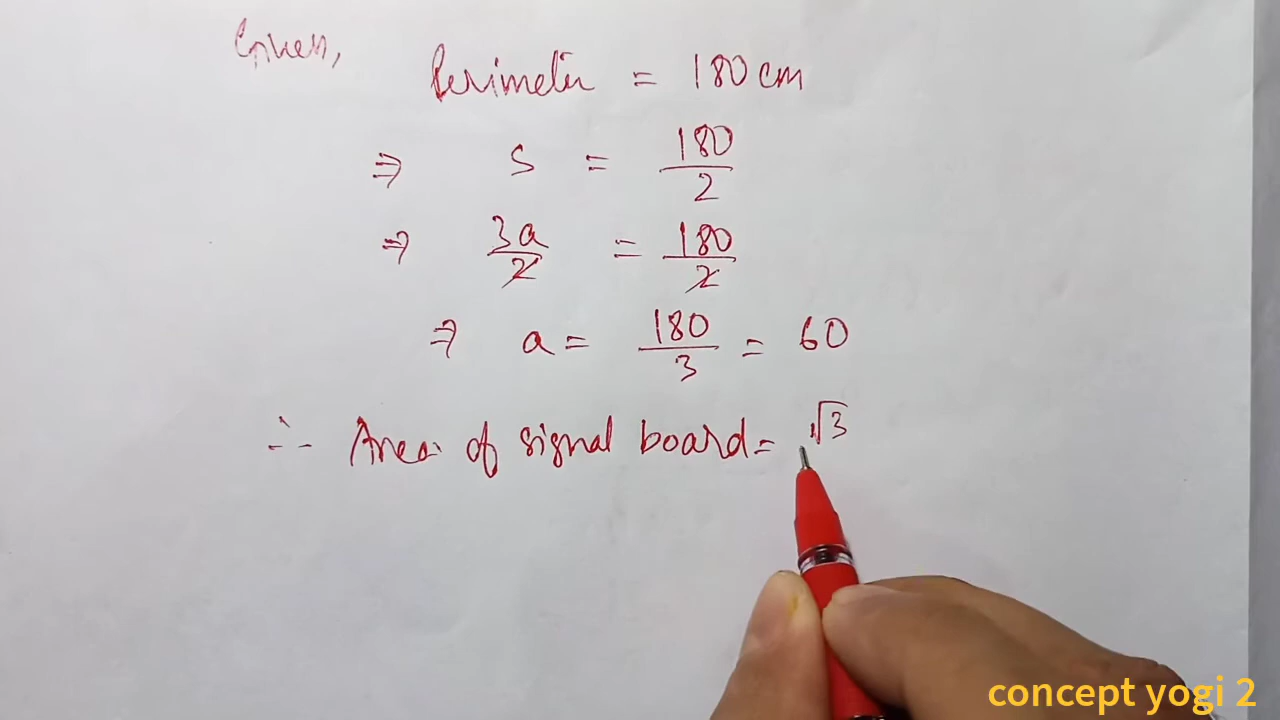 Given,
Perimeter = 180 cm
⇒ s = 180/2
⇒ 3a/2 = 180/2
⇒ a = 180/3 = 60
∴ Area of signal board = √3
concept yogi 2